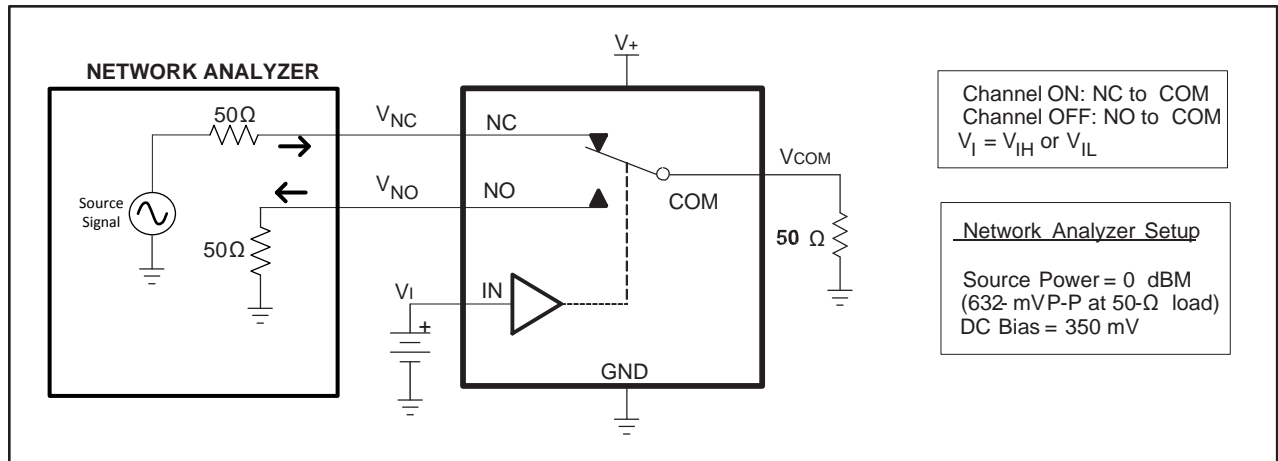 V+
NETWORK ANALYZER
50Ω
VNC
NC
Channel ON: NC to COM
Channel OFF: NO to COM
VI = VIH or VIL
VCOM
Source
Signal
VNO
NO
COM
50Ω
50 Ω
Network Analyzer Setup
VI
IN
Source Power = 0 dBM
(632- mVP-P at 50-Ω load)
DC Bias = 350 mV
GND